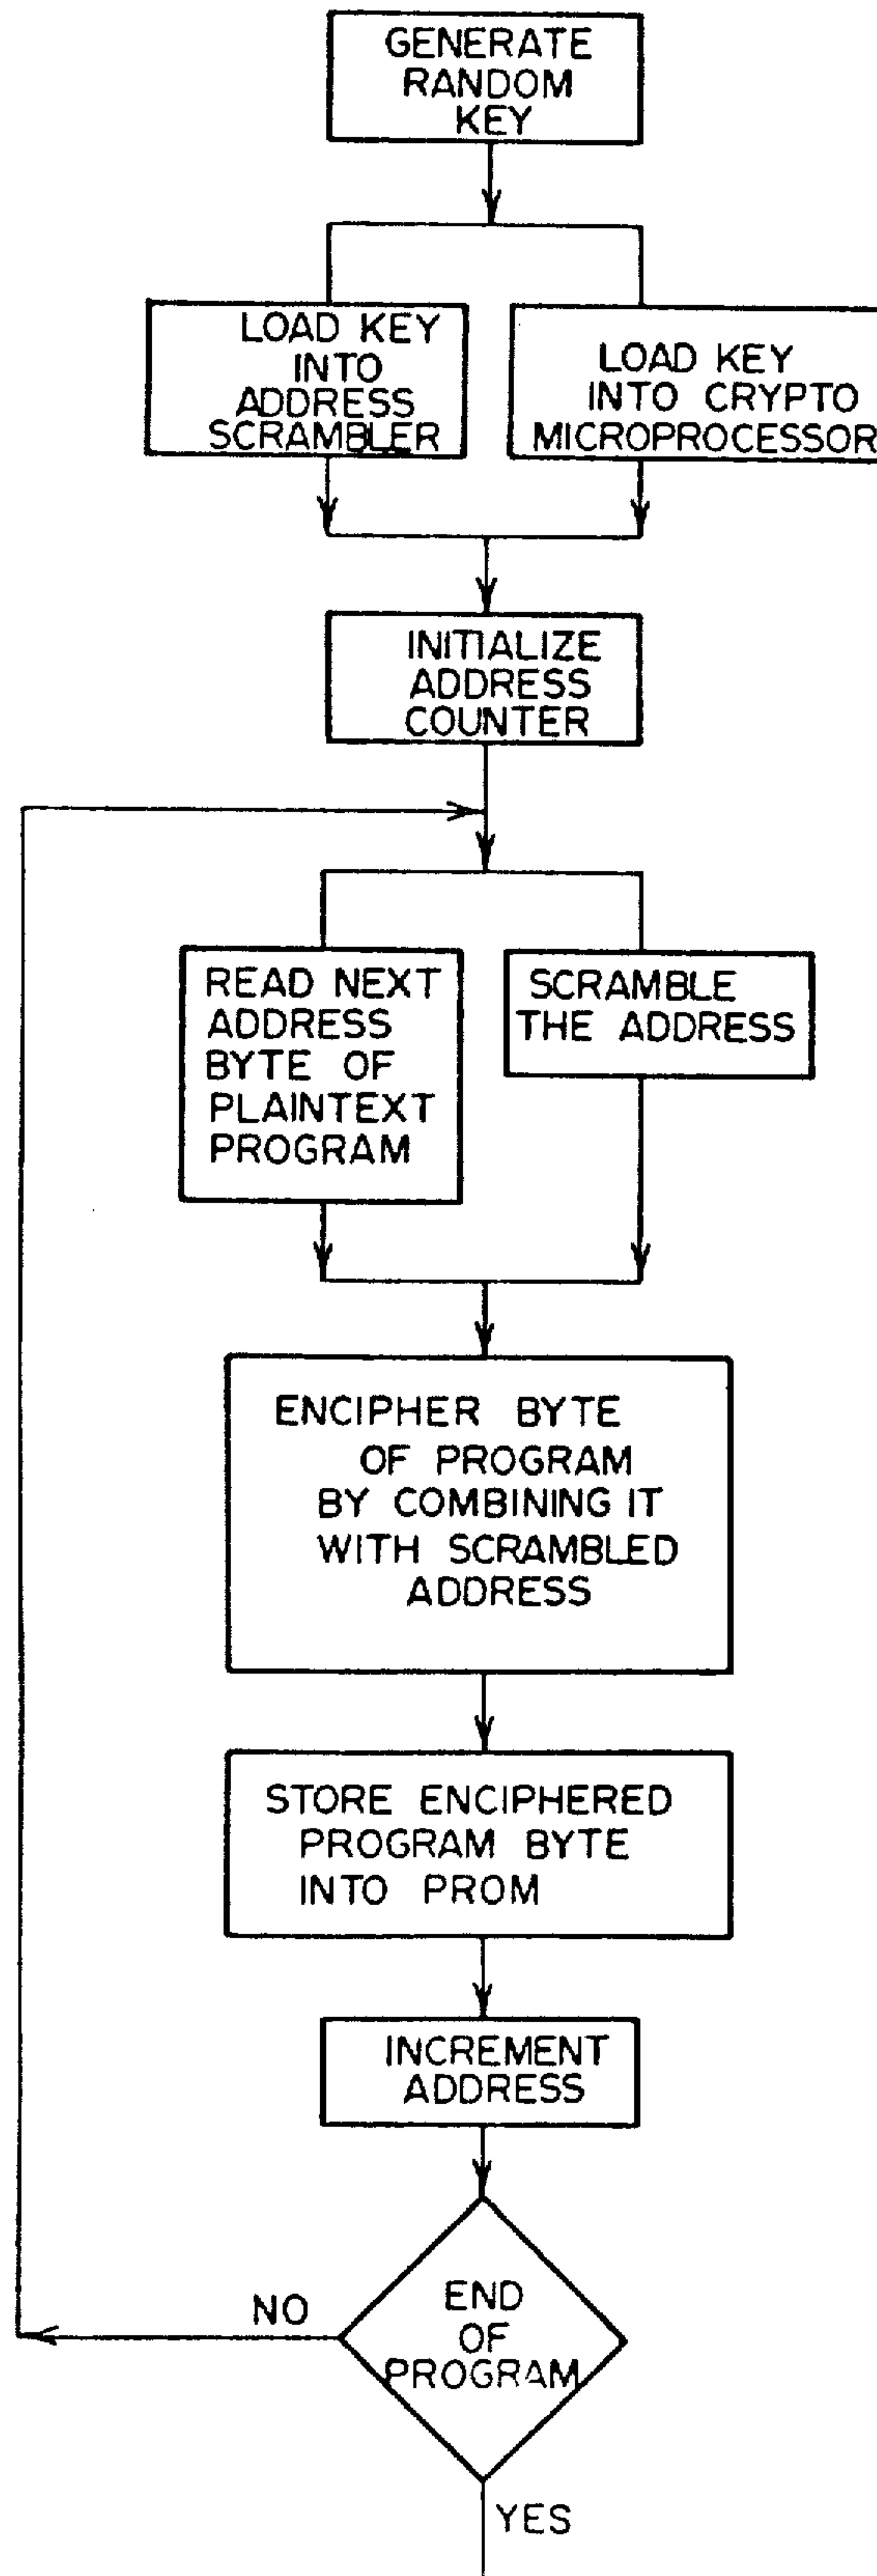 GENERATE
RANDOM
KEY
LOAD KEY
INTO
ADDRESS
SCRAMBLER
LOAD KEY
INTO CRYPTO
MICROPROCESSOR
INITIALIZE
ADDRESS
COUNTER
READ NEXT
ADDRESS
BYTE OF
PLAINTEXT
PROGRAM
SCRAMBLE
THE ADDRESS
ENCIPHER BYTE
OF PROGRAM
BY COMBINING IT
WITH SCRAMBLED
ADDRESS
STORE ENCIPHERED
PROGRAM BYTE
INTO PROM
INCREMENT
ADDRESS
NO
END
OF
PROGRAM
YES